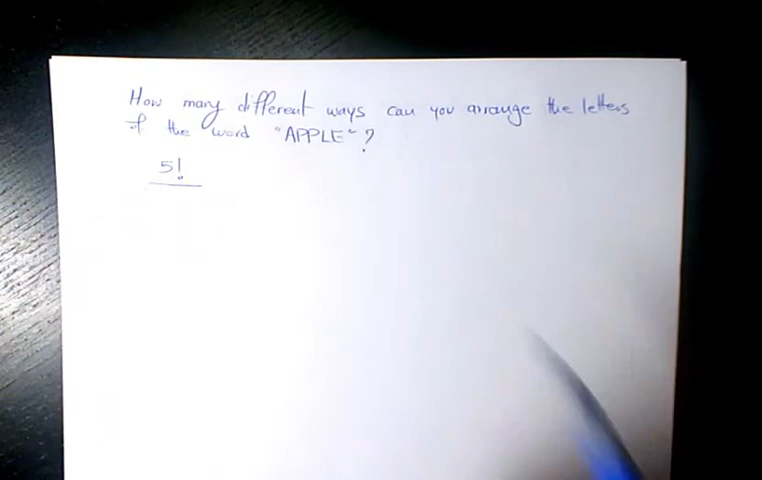 How many different ways can you arrange the letters
of the word "APPLE"?
5!